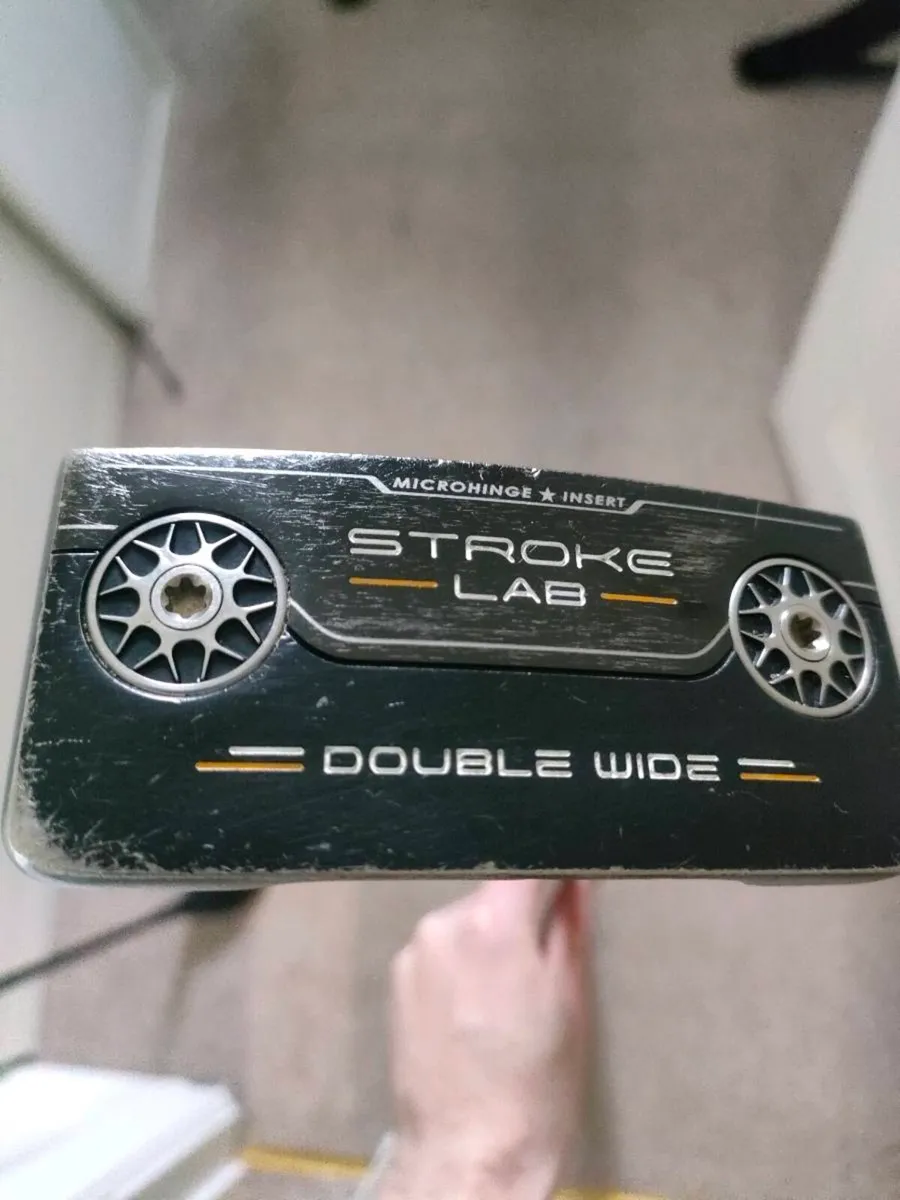 MICROHINGE ★ INSERT
STROKE
LAB
DOUBLE WIDE